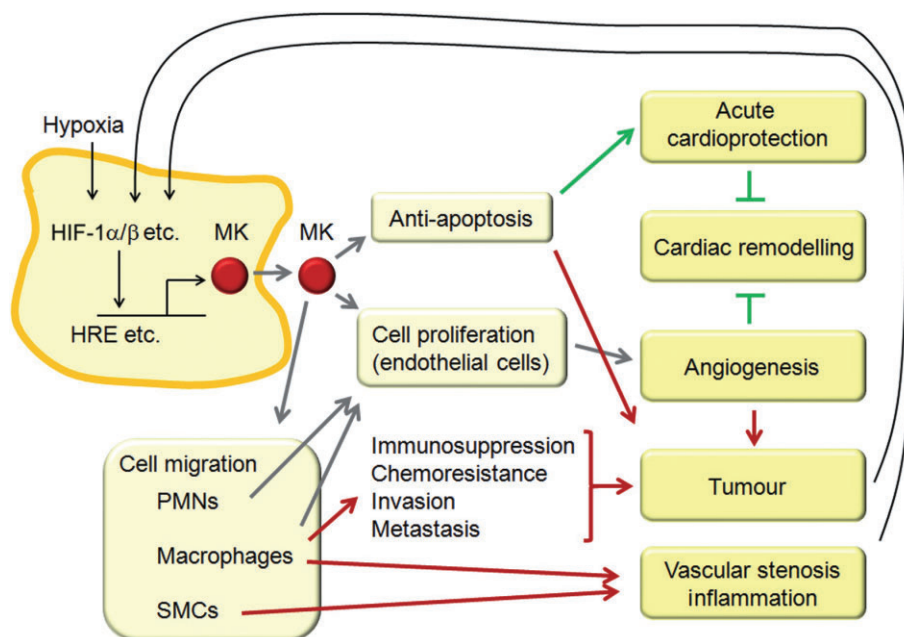 Hypoxia
HIF-1α/β etc.
MK
HRE etc.
MK
Anti-apoptosis
Cell proliferation
(endothelial cells)
Cell migration
PMNs
Macrophages
SMCs
Immunosuppression
Chemoresistance
Invasion
Metastasis
Acute
cardioprotection
Cardiac remodelling
Angiogenesis
Tumour
Vascular stenosis
inflammation